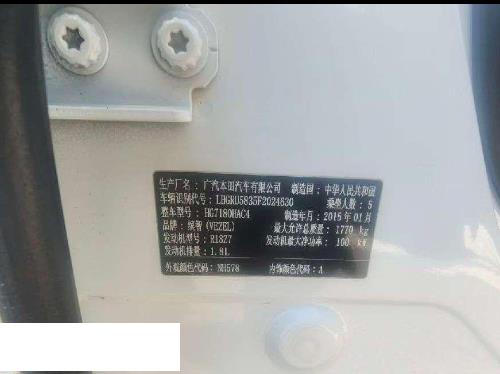 生产厂名：广汽本田汽车有限公司 制造国：中华人民共和国
车辆识别代号：LHGRU5835F2024630 乘坐人数：5
整车型号：HG7180HAC4 制造年月：2015年01月
品牌：缤智(VEZEL) 最大允许总质量：1770 kg
发动机型号：R18Z7 发动机最大净功率：100 kW
发动机排量：1.8L
外观颜色代码：NH578 内饰颜色代码：A